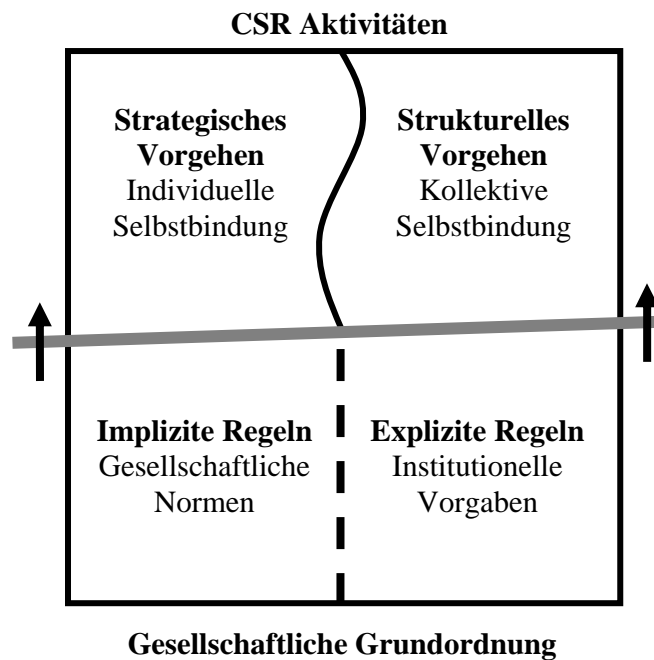 CSR Aktivitäten
Strategisches
Vorgehen
Individuelle
Selbstbindung
Strukturelles
Vorgehen
Kollektive
Selbstbindung
Implizite Regeln
Gesellschaftliche
Normen
Explizite Regeln
Institutionelle
Vorgaben
Gesellschaftliche Grundordnung